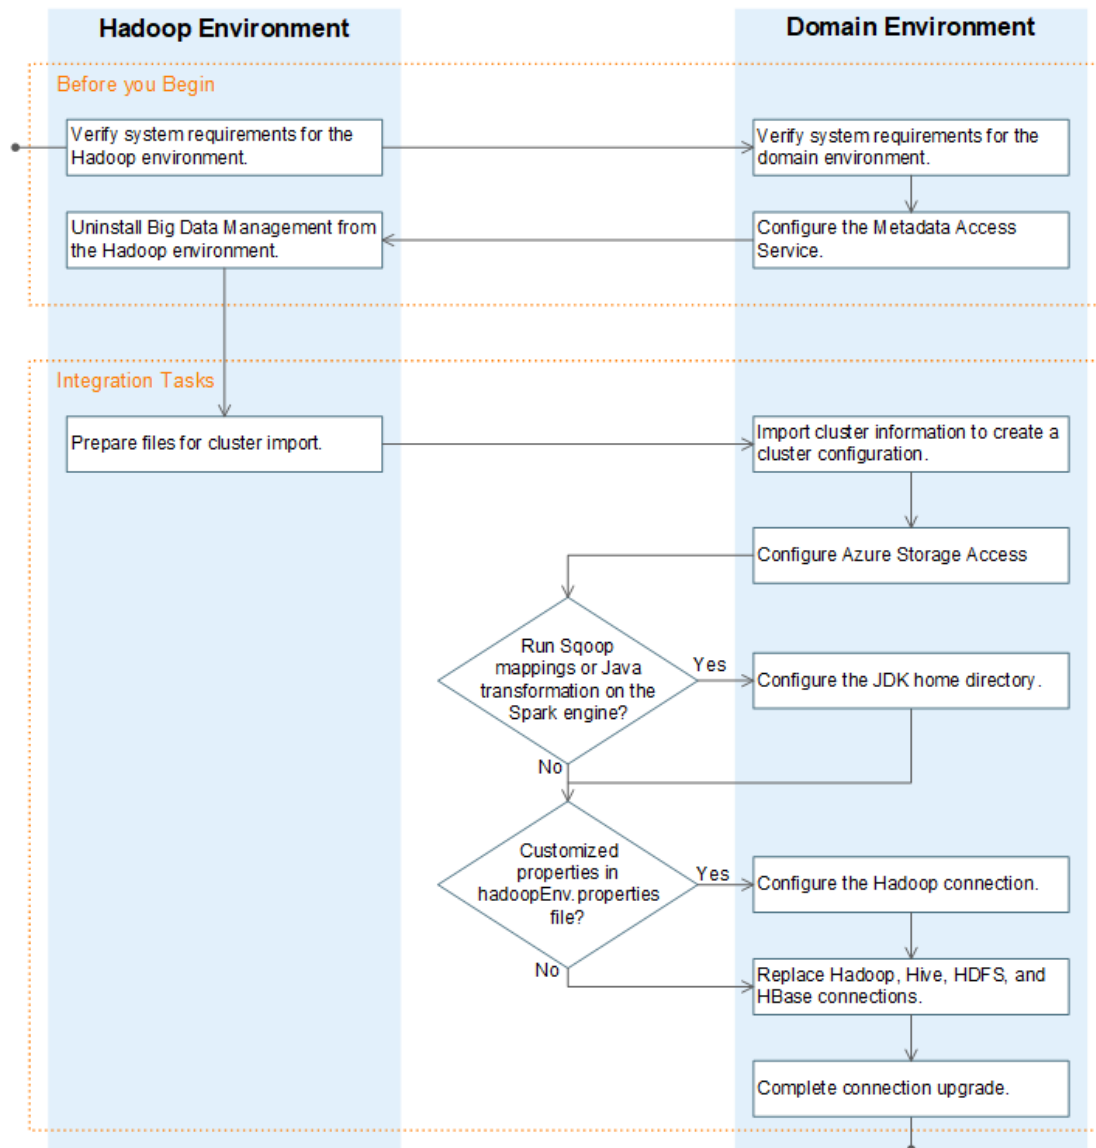 Hadoop Environment
Domain Environment
Before you Begin
Verify system requirements for the
Hadoop environment.
Verify system requirements for the
domain environment.
Uninstall Big Data Management from
the Hadoop environment.
Configure the Metadata Access
Service.
Integration Tasks
Prepare files for cluster import.
Import cluster information to create a
cluster configuration.
Configure Azure Storage Access
Run Sqoop
mappings or Java
transformation on the
Spark engine?
Yes
Configure the JDK home directory.
No
Customized
properties in
hadoopEnv.properties
file?
Yes
Configure the Hadoop connection.
No
Replace Hadoop, Hive, HDFS, and
HBase connections.
Complete connection upgrade.